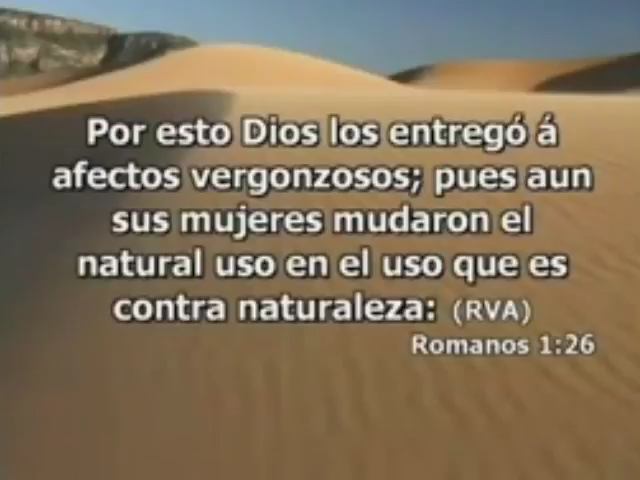 Por esto Dios los entregó á
afectos vergonzosos; pues aun
sus mujeres mudaron el
natural uso en el uso que es
contra naturaleza: (RVA)
Romanos 1:26